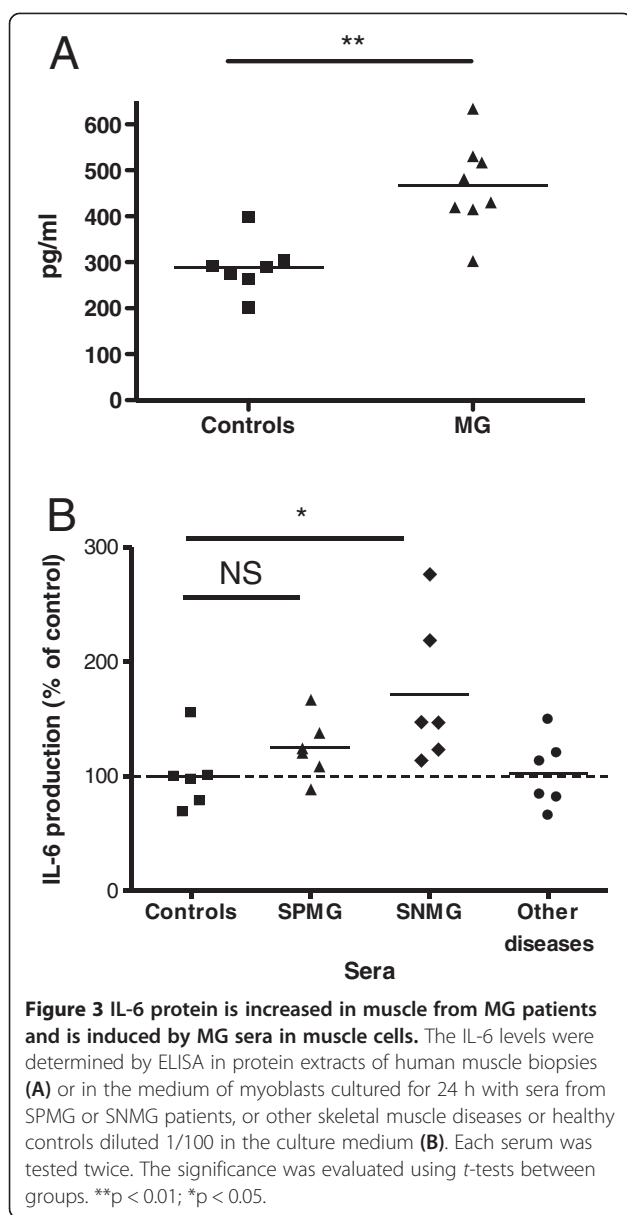 A
**
pg/ml
600
500
400
300
200
100
0
Controls MG
B
*
NS
IL-6 production (% of control)
300
200
100
0
Controls SPMG SNMG Other
diseases
Sera
Figure 3 IL-6 protein is increased in muscle from MG patients
and is induced by MG sera in muscle cells. The IL-6 levels were
determined by ELISA in protein extracts of human muscle biopsies
(A) or in the medium of myoblasts cultured for 24 h with sera from
SPMG or SNMG patients, or other skeletal muscle diseases or healthy
controls diluted 1/100 in the culture medium (B). Each serum was
tested twice. The significance was evaluated using t-tests between
groups. **p < 0.01; *p < 0.05.